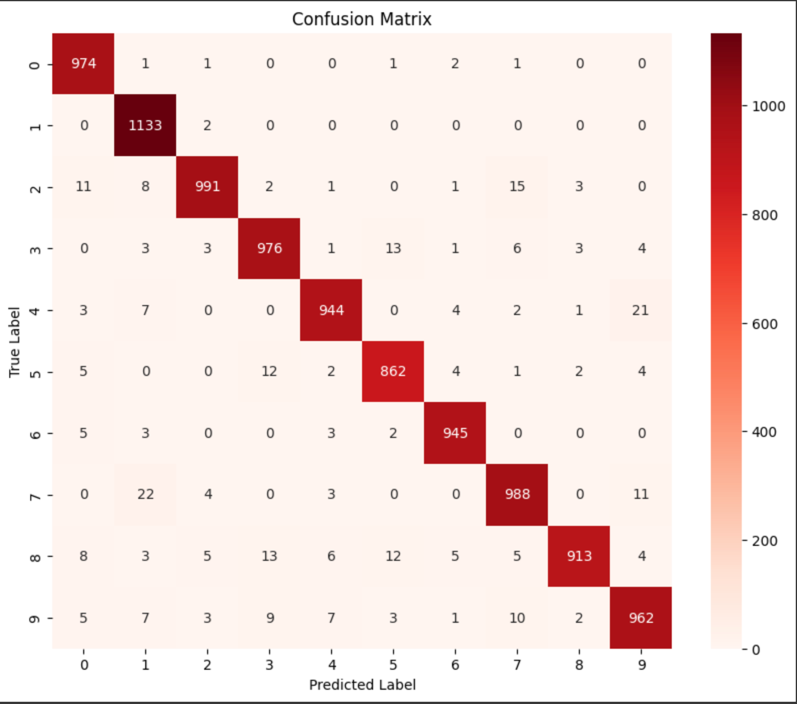 Confusion Matrix
0 974 1 1 0 0 1 2 1 0 0
1 0 1133 2 0 0 0 0 0 0 0
2 11 8 991 2 1 0 1 15 3 0
3 0 3 3 976 1 13 1 6 3 4
4 3 7 0 0 944 0 4 2 1 21
5 5 0 0 12 2 862 4 1 2 4
6 5 3 0 0 3 2 945 0 0 0
7 0 22 4 0 3 0 0 988 0 11
8 8 3 5 13 6 12 5 5 913 4
9 5 7 3 9 7 3 1 10 2 962
0 1 2 3 4 5 6 7 8 9
Predicted Label
True Label
1000
800
600
400
200
0